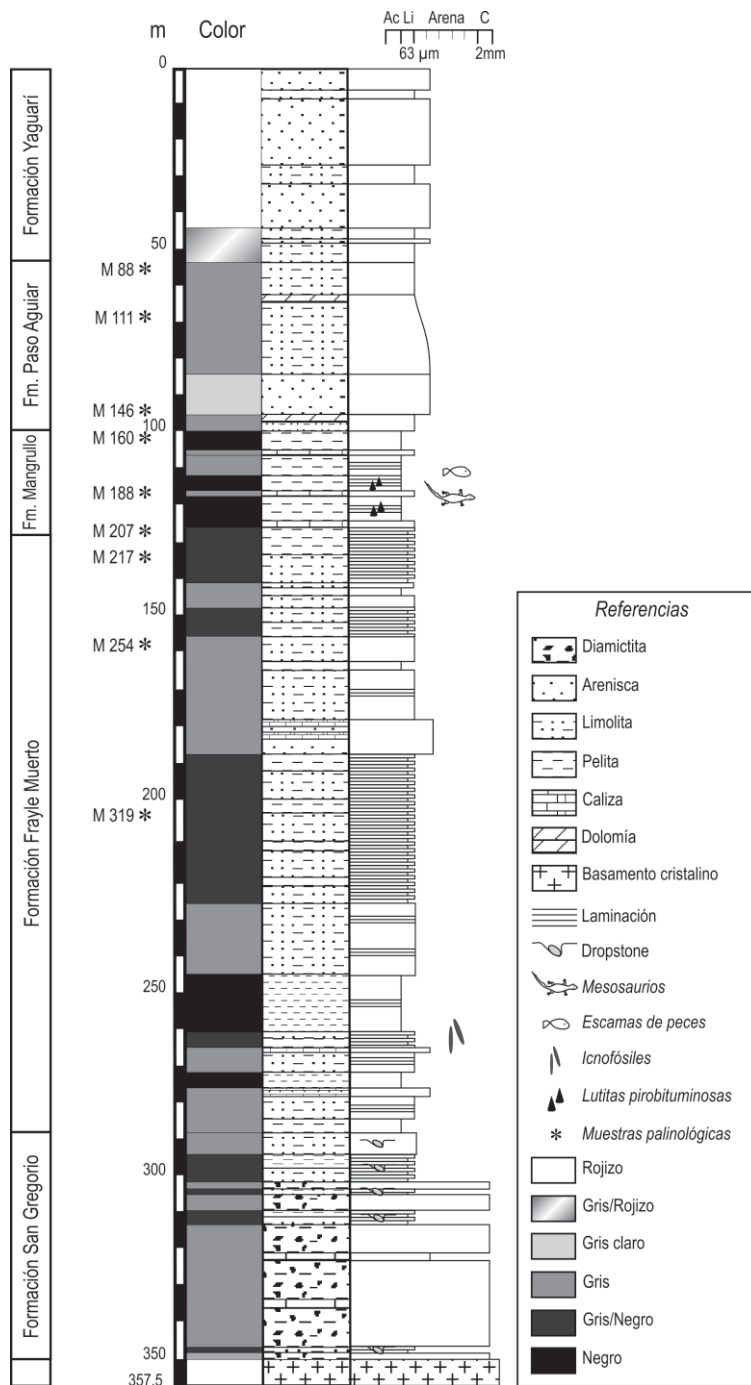 m Color Ac Li Arena C
63 µm 2mm
0
50
100
150
200
250
300
350
357.5
Formación Yaguarí
Fm. Paso Aguiar
Fm. Mangrullo
Formación Frayle Muerto
Formación San Gregorio
M 88 *
M 111 *
M 146 *
M 160 *
M 188 *
M 207 *
M 217 *
M 254 *
M 319 *
Referencias
Diamictita
Arenisca
Limolita
Pelita
Caliza
Dolomía
Basamento cristalino
Laminación
Dropstone
Mesosaurios
Escamas de peces
Icnofósiles
Lutitas pirobituminosas
* Muestras palinológicas
Rojizo
Gris/Rojizo
Gris claro
Gris
Gris/Negro
Negro